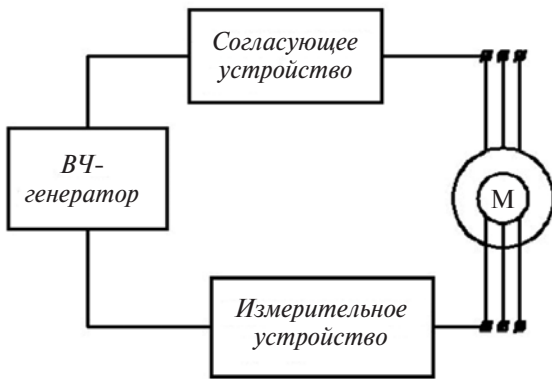 Согласующее
устройство
ВЧ-
генератор
М
Измерительное
устройство